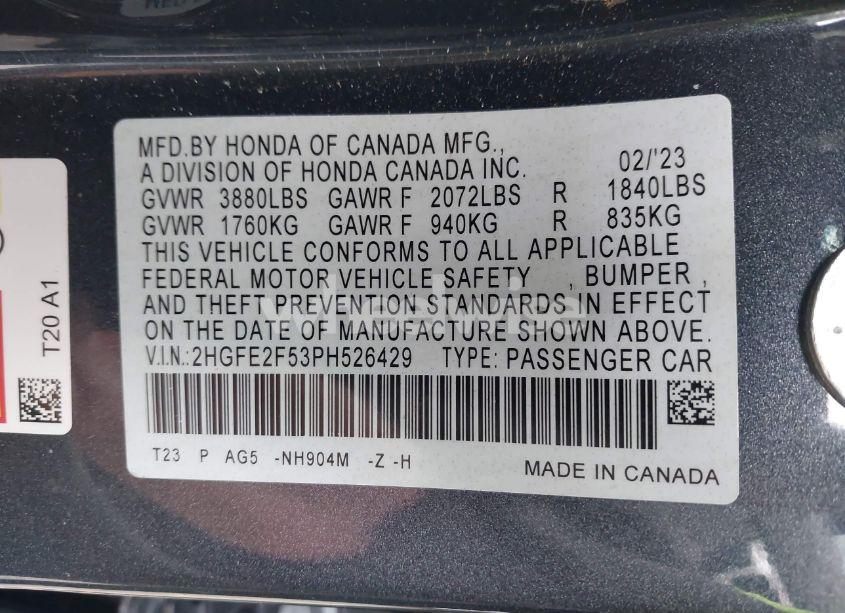 MFD.BY HONDA OF CANADA MFG.,
A DIVISION OF HONDA CANADA INC. 02/'23
GVWR 3880LBS GAWR F 2072LBS R 1840LBS
GVWR 1760KG GAWR F 940KG R 835KG
THIS VEHICLE CONFORMS TO ALL APPLICABLE
FEDERAL MOTOR VEHICLE SAFETY , BUMPER ,
AND THEFT PREVENTION STANDARDS IN EFFECT
ON THE DATE OF MANUFACTURE SHOWN ABOVE.
V.I.N.:2HGFE2F53PH526429 TYPE: PASSENGER CAR
T23 P AG5 -NH904M -Z -H
MADE IN CANADA
T20 A1